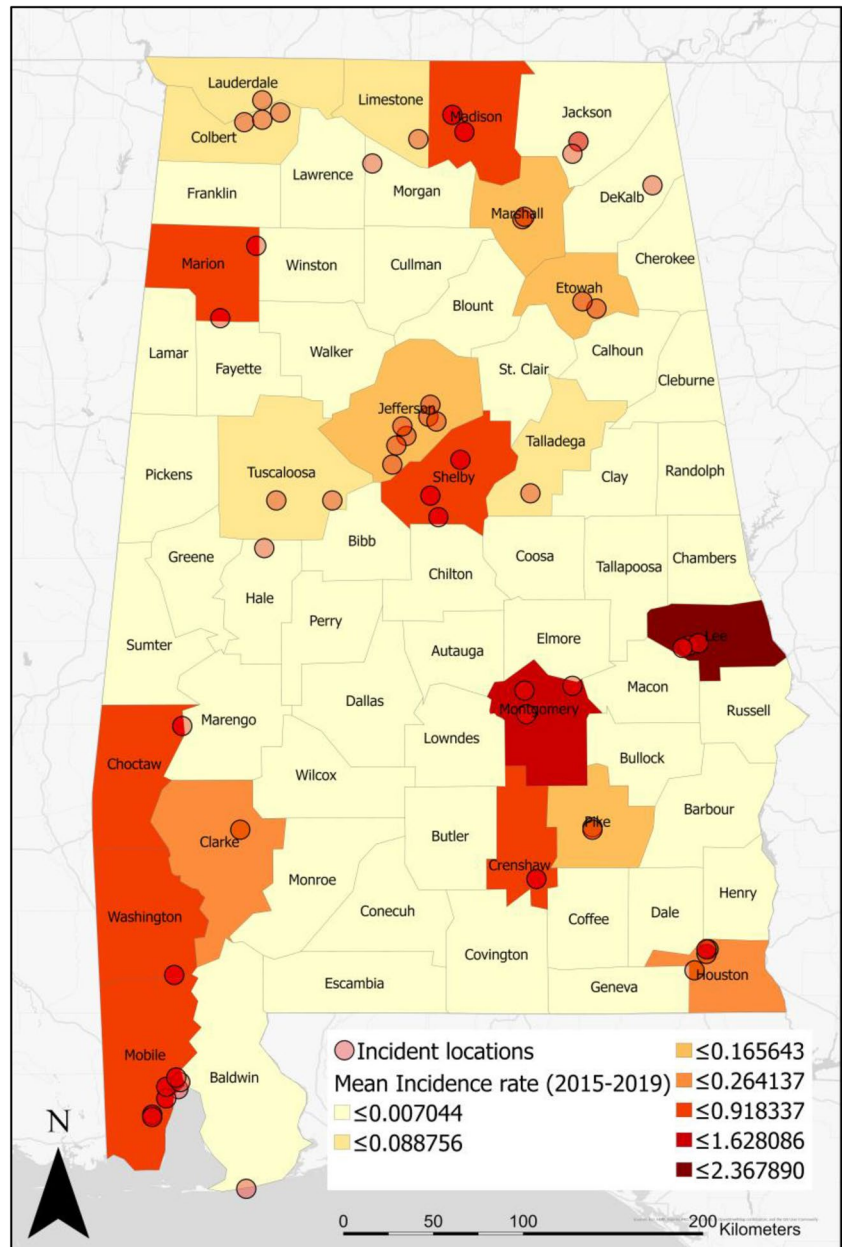 Lauderdale
Limestone
Madison
Jackson
Colbert
Lawrence
Morgan
Franklin
DeKalb
Marshall
Cherokee
Marion
Winston
Cullman
Etowah
Blount
Lamar
Fayette
Walker
St. Clair
Calhoun
Cleburne
Jefferson
Pickens
Tuscaloosa
Shelby
Talladega
Clay
Randolph
Greene
Bibb
Coosa
Chambers
Hale
Chilton
Tallapoosa
Perry
Sumter
Autauga
Elmore
Lee
Marengo
Dallas
Macon
Montgomery
Russell
Lowndes
Choctaw
Wilcox
Bullock
Barbour
Clarke
Butler
Pike
Monroe
Crenshaw
Henry
Washington
Conecuh
Coffee
Dale
Covington
Escambia
Geneva
Houston
Mobile
Baldwin
Incident locations
Mean Incidence rate (2015-2019)
≤0.007044
≤0.088756
≤0.165643
≤0.264137
≤0.918337
≤1.628086
≤2.367890
N
0 50 100 200
Kilometers